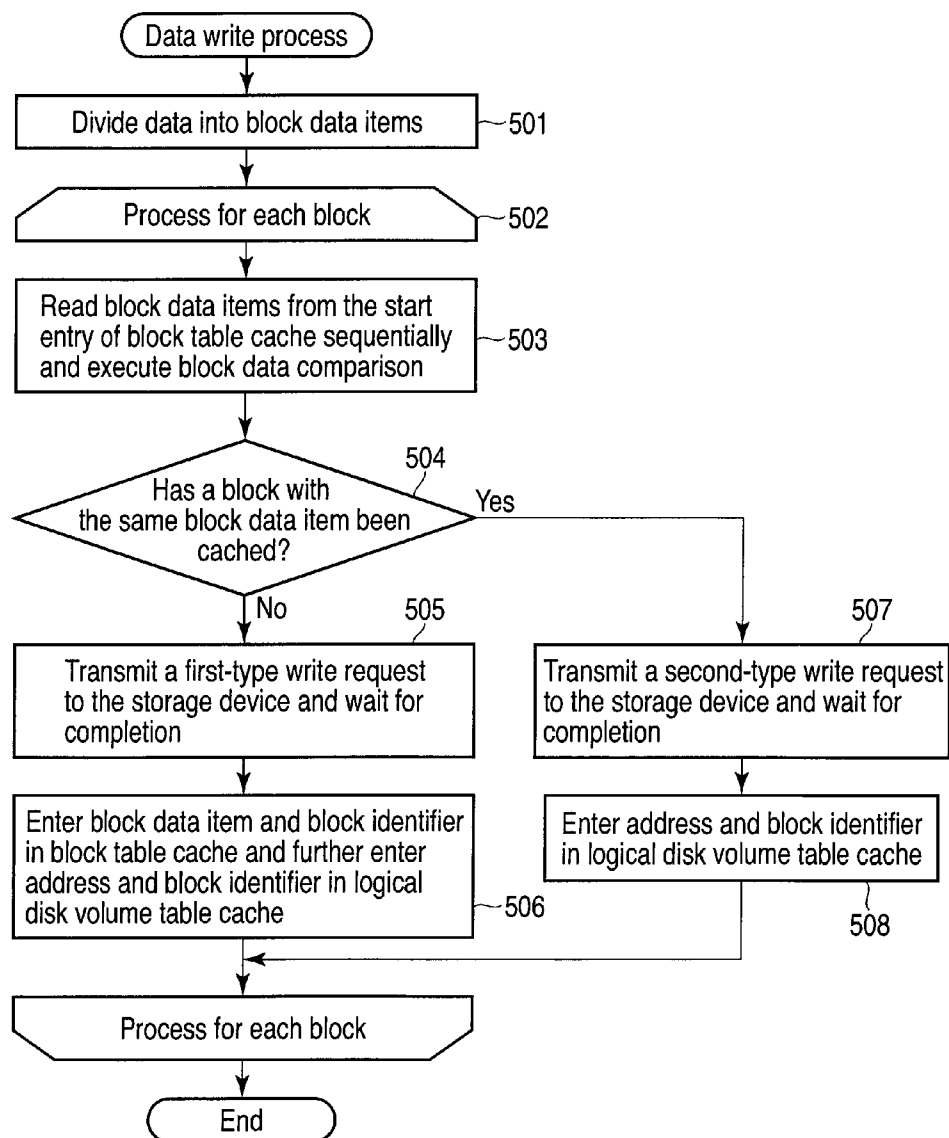 Data write process
Divide data into block data items
501
Process for each block
502
Read block data items from the start
entry of block table cache sequentially
and execute block data comparison
503
504
Has a block with
the same block data item been
cached?
Yes
No
505
Transmit a first-type write request
to the storage device and wait for
completion
507
Transmit a second-type write request
to the storage device and wait for
completion
Enter block data item and block identifier
in block table cache and further enter
address and block identifier in logical
disk volume table cache
506
Enter address and block identifier
in logical disk volume table cache
508
Process for each block
End